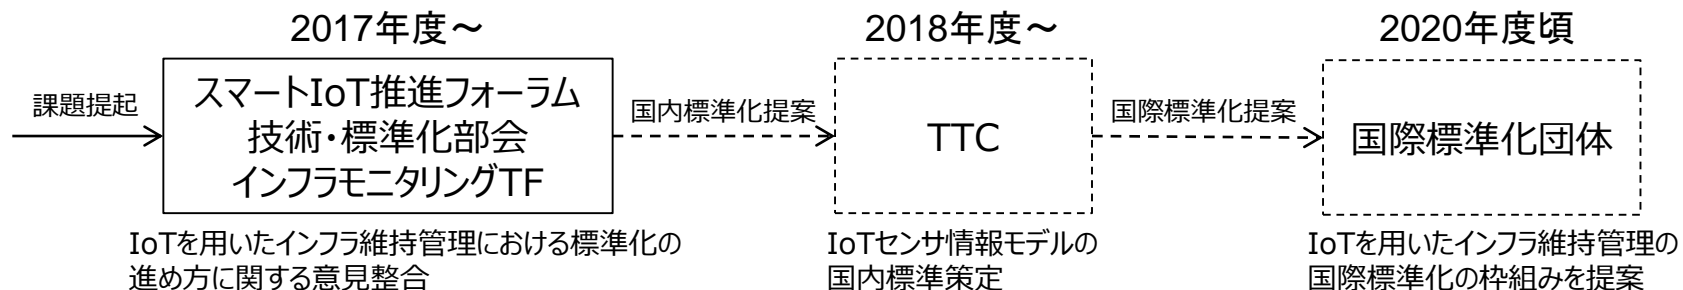 2017年度～
2018年度～
2020年度頃
課題提起
スマートIoT推進フォーラム
技術・標準化部会
インフラモニタリングTF
国内標準化提案
TTC
国際標準化提案
国際標準化団体
IoTを用いたインフラ維持管理における標準化の
進め方に関する意見整合
IoTセンサ情報モデルの
国内標準策定
IoTを用いたインフラ維持管理の
国際標準化の枠組みを提案